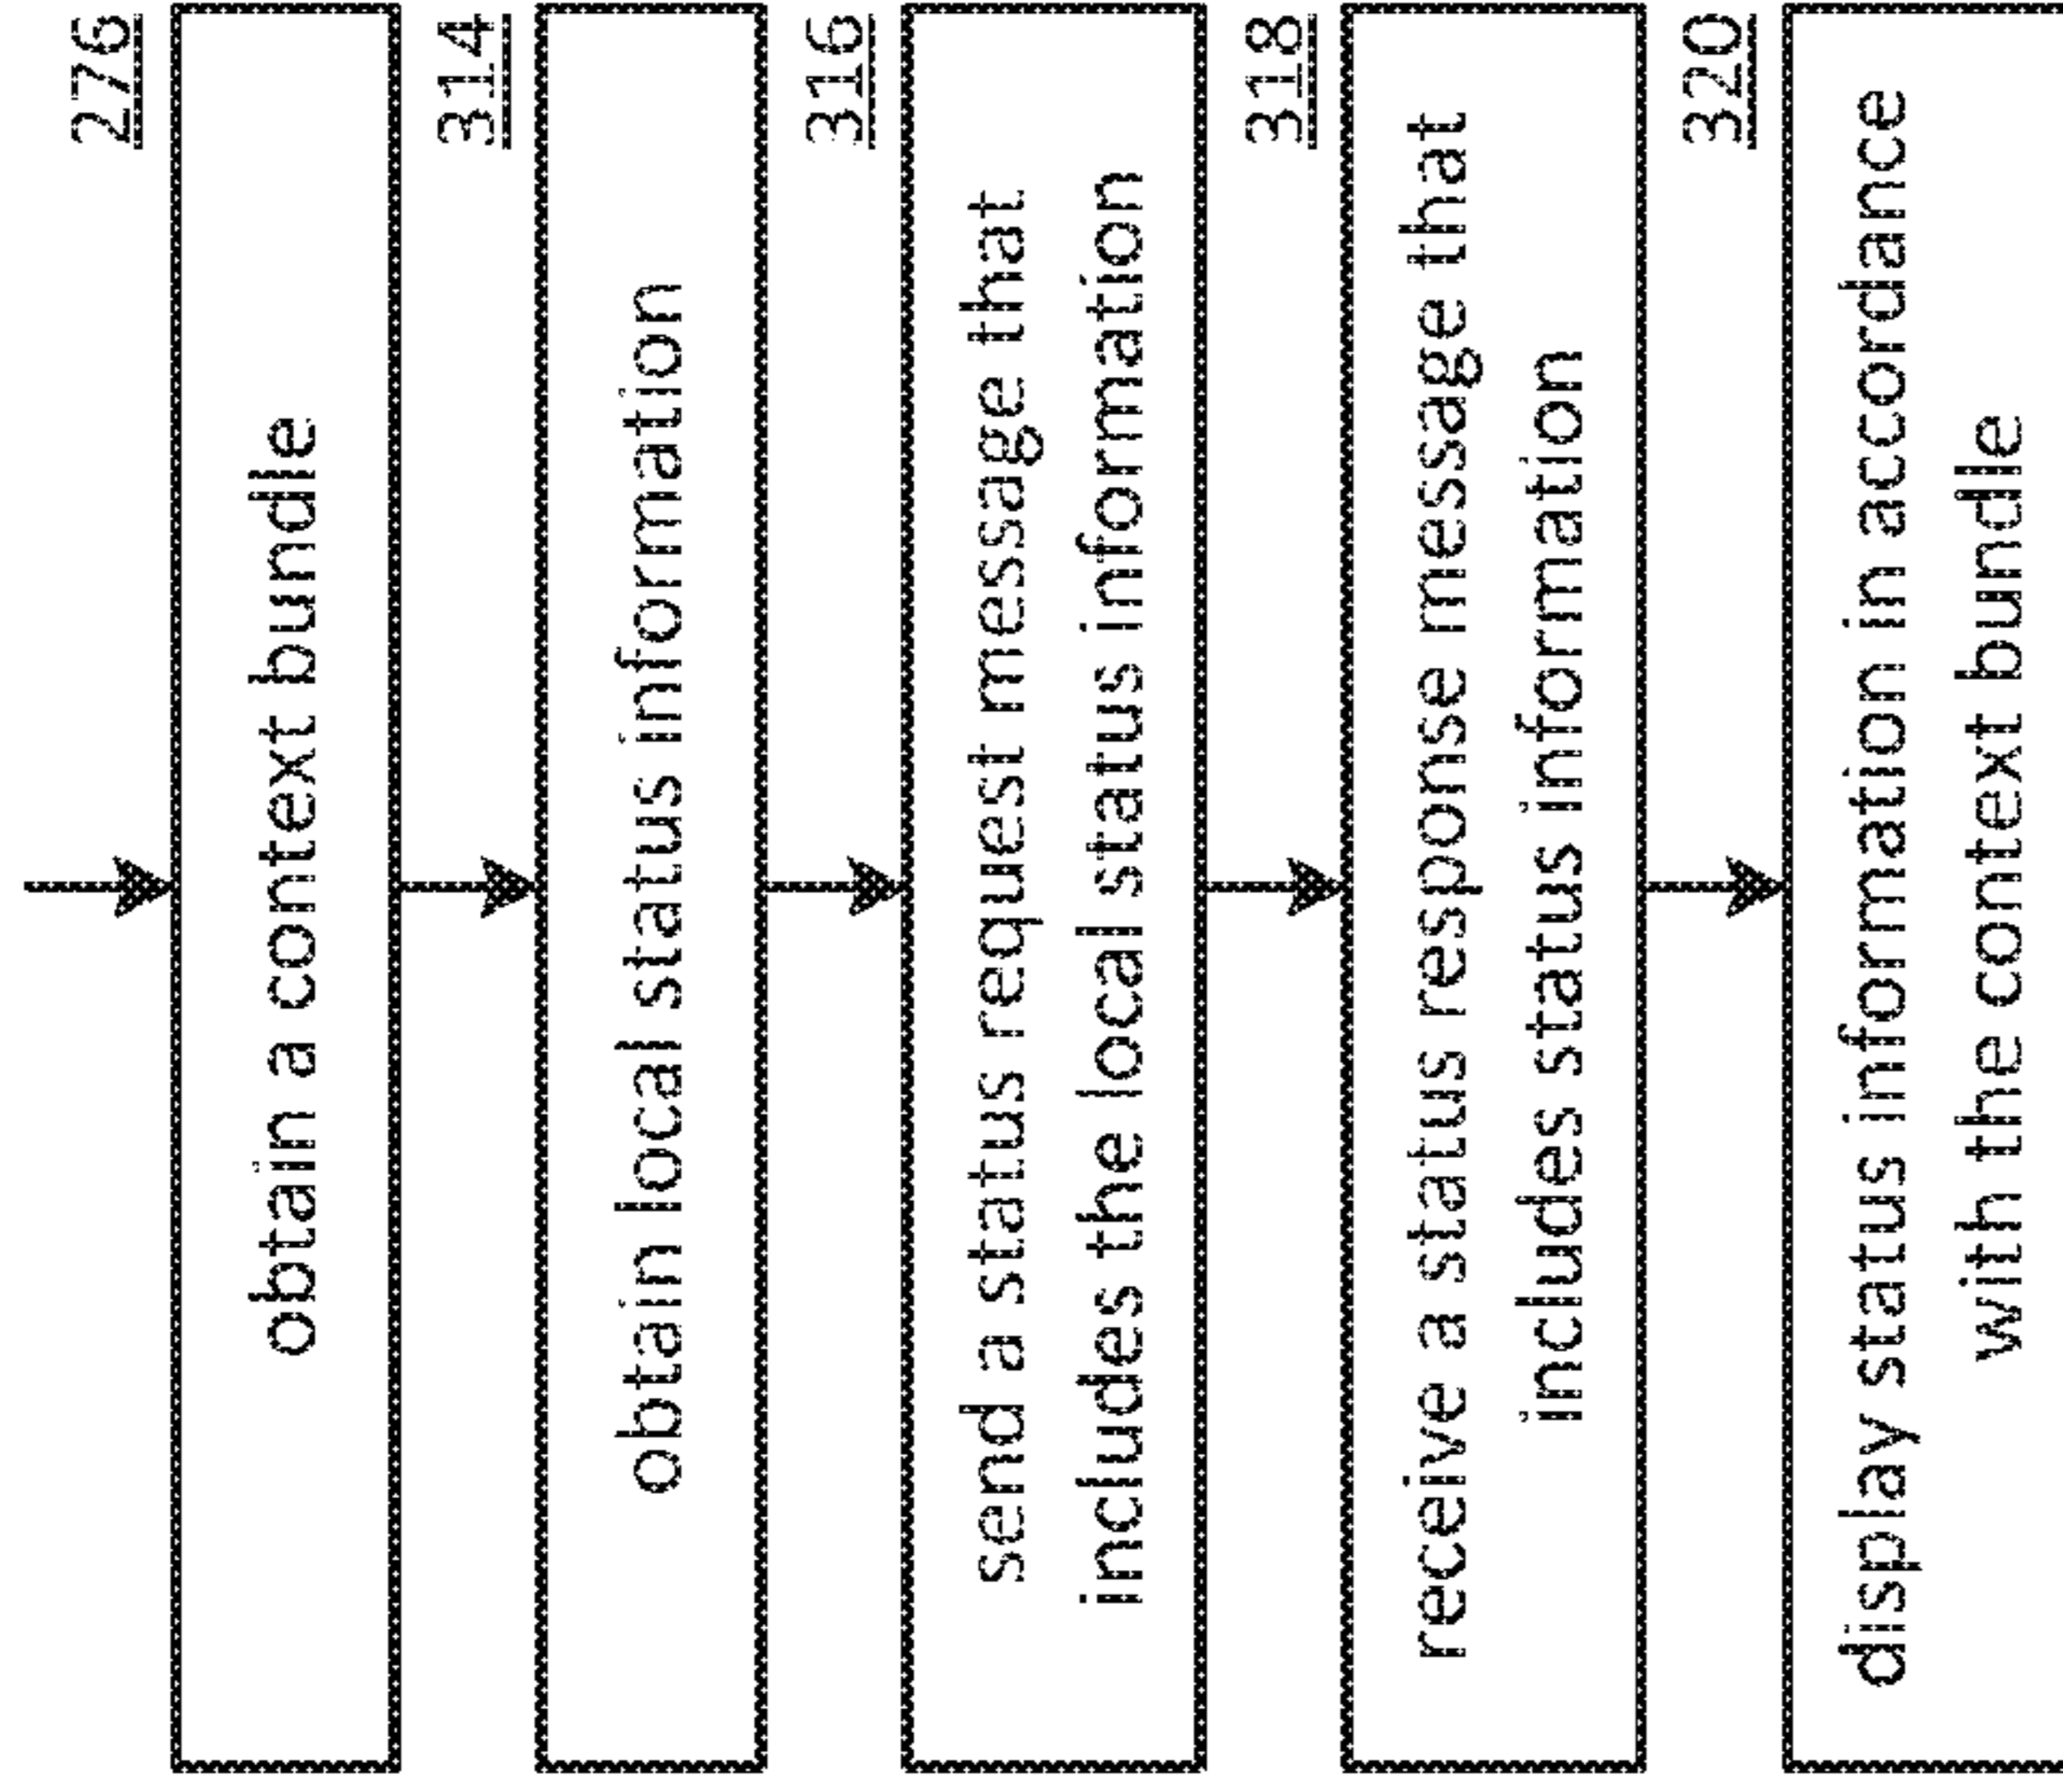 276
obtain a context bundle
314
obtain local status information
316
send a status request message that
includes the local status information
318
receive a status response message that
includes status information
320
display status information in accordance
with the context bundle